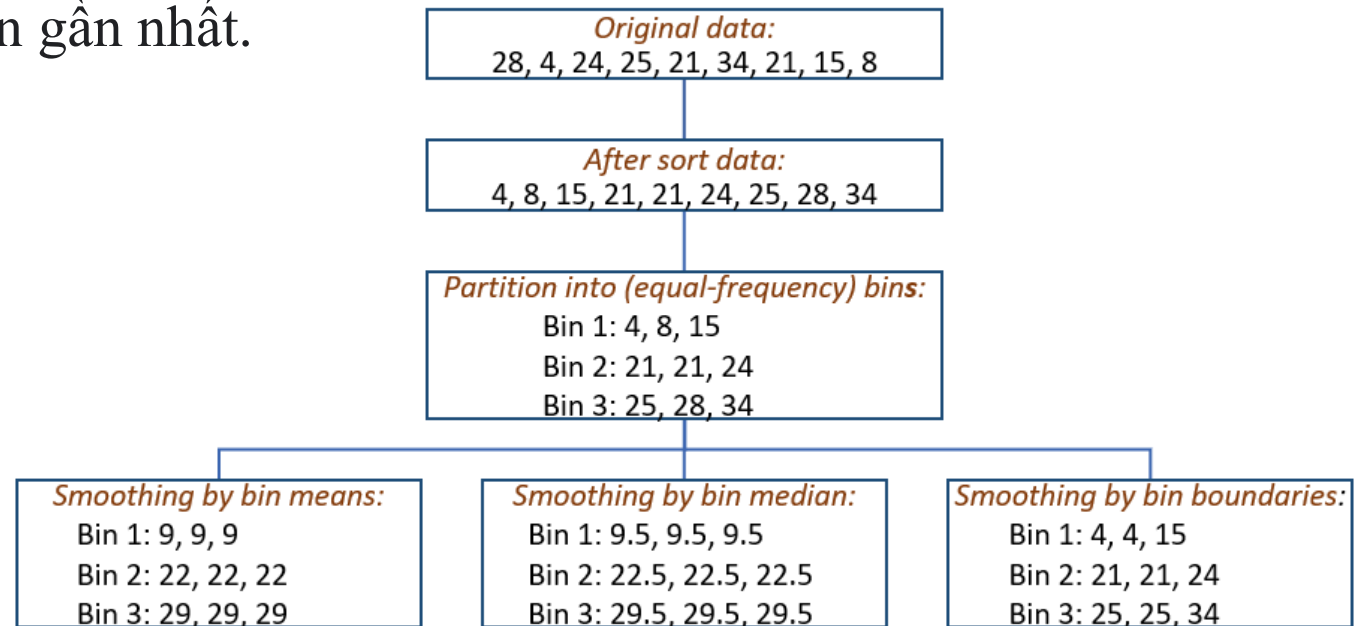 n gần nhất.
Original data:
28, 4, 24, 25, 21, 34, 21, 15, 8
After sort data:
4, 8, 15, 21, 21, 24, 25, 28, 34
Partition into (equal-frequency) bins:
Bin 1: 4, 8, 15
Bin 2: 21, 21, 24
Bin 3: 25, 28, 34
Smoothing by bin means:
Bin 1: 9, 9, 9
Bin 2: 22, 22, 22
Bin 3: 29, 29, 29
Smoothing by bin median:
Bin 1: 9.5, 9.5, 9.5
Bin 2: 22.5, 22.5, 22.5
Bin 3: 29.5, 29.5, 29.5
Smoothing by bin boundaries:
Bin 1: 4, 4, 15
Bin 2: 21, 21, 24
Bin 3: 25, 25, 34